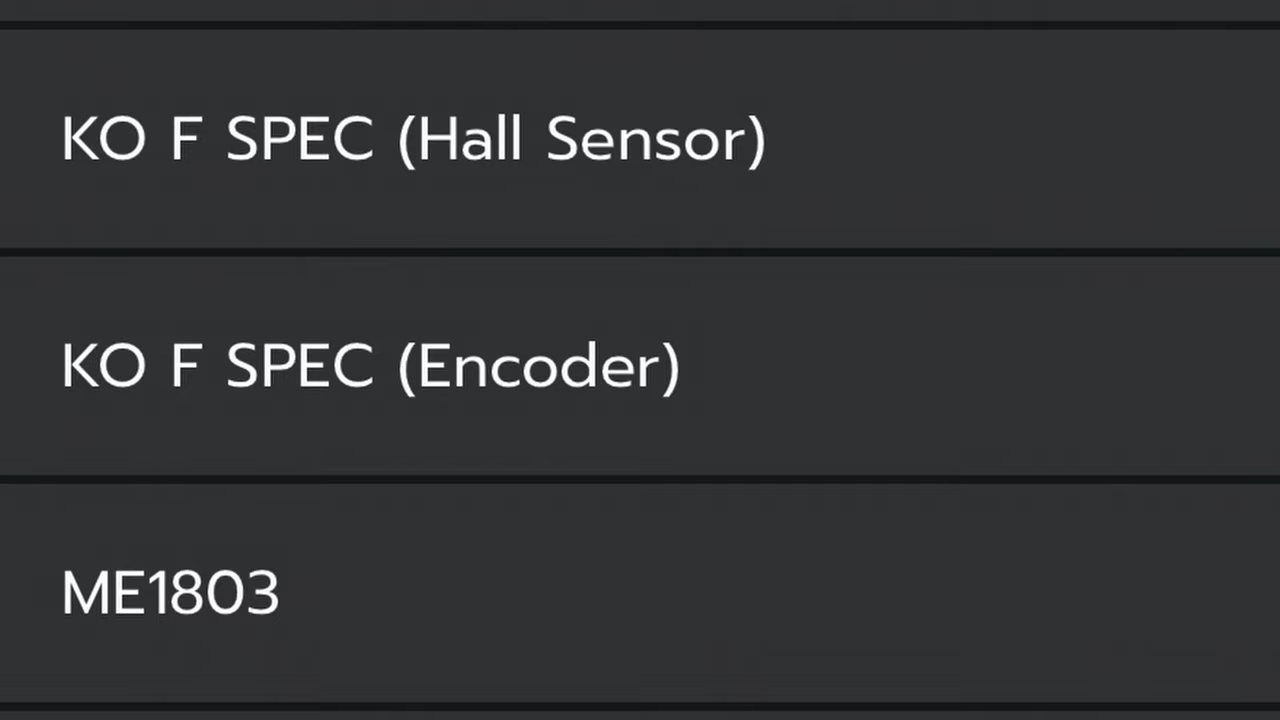 KO F SPEC (Hall Sensor)
KO F SPEC (Encoder)
ME1803